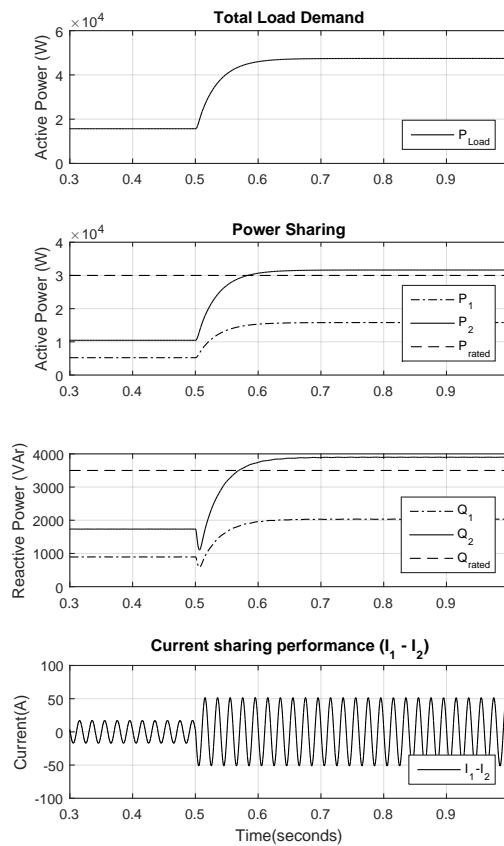 Total Load Demand
×10⁴
Active Power (W)
6
4
2
0
P_Load
0.3 0.4 0.5 0.6 0.7 0.8 0.9
Power Sharing
×10⁴
Active Power (W)
4
3
2
1
0
P_1
P_2
P_rated
0.3 0.4 0.5 0.6 0.7 0.8 0.9
Reactive Power (VAr)
4000
3000
2000
1000
0
Q_1
Q_2
Q_rated
0.3 0.4 0.5 0.6 0.7 0.8 0.9
Current sharing performance (I_1 - I_2)
Current(A)
100
50
0
-50
-100
I_1-I_2
0.3 0.4 0.5 0.6 0.7 0.8 0.9
Time(seconds)